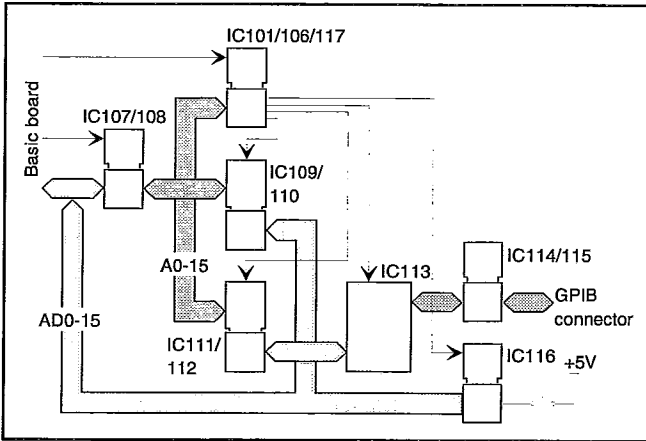 IC101/106/117
IC107/108
Basic board
IC109/
110
A0-15
AD0-15
IC111/
112
IC113
IC114/115
GPIB
connector
IC116
+5V